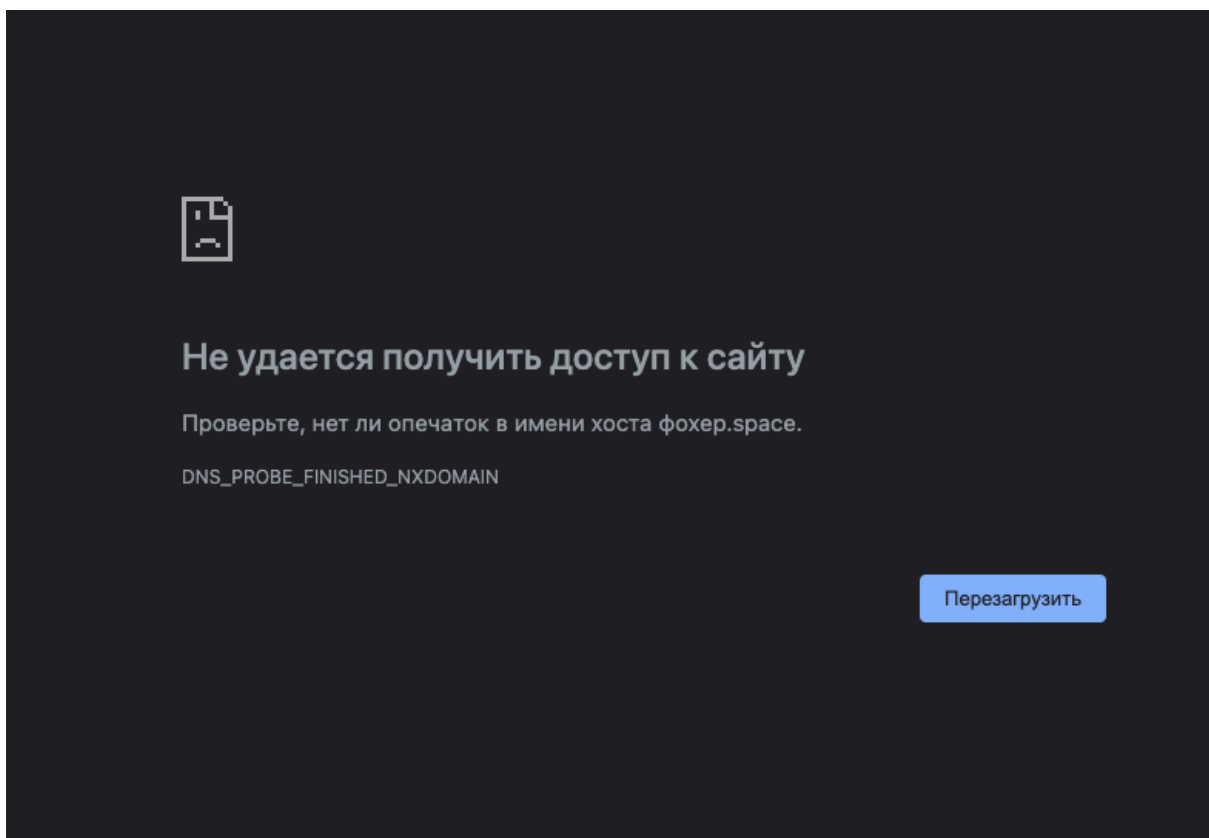 Не удается получить доступ к сайту
Проверьте, нет ли опечаток в имени хоста фохер.space.
DNS_PROBE_FINISHED_NXDOMAIN
Перезагрузить